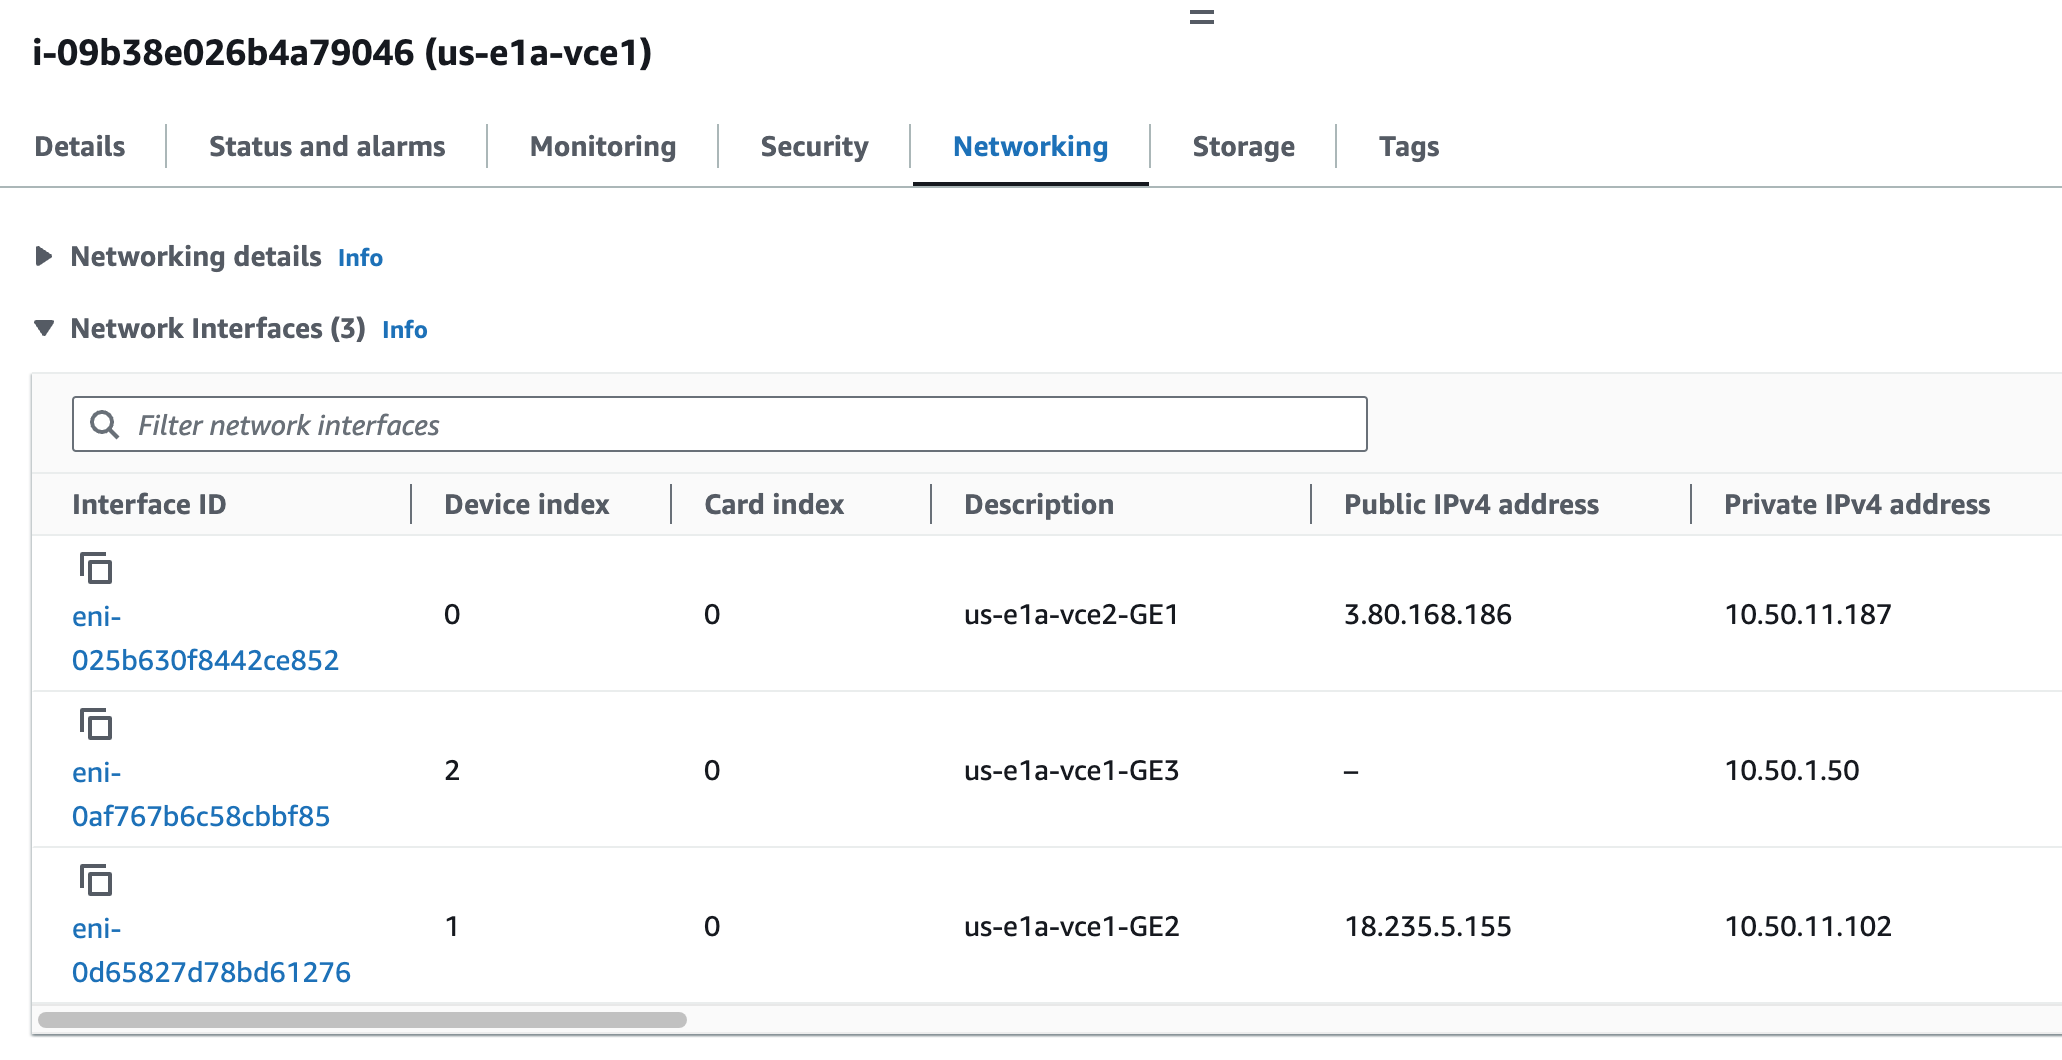 i-09b38e026b4a79046 (us-e1a-vce1)
Details Status and alarms Monitoring Security Networking Storage Tags
Networking details Info
Network Interfaces (3) Info
Filter network interfaces
Interface ID Device index Card index Description Public IPv4 address Private IPv4 address
eni-
025b630f8442ce852 0 0 us-e1a-vce2-GE1 3.80.168.186 10.50.11.187
eni-
0af767b6c58cbbf85 2 0 us-e1a-vce1-GE3 – 10.50.1.50
eni-
0d65827d78bd61276 1 0 us-e1a-vce1-GE2 18.235.5.155 10.50.11.102